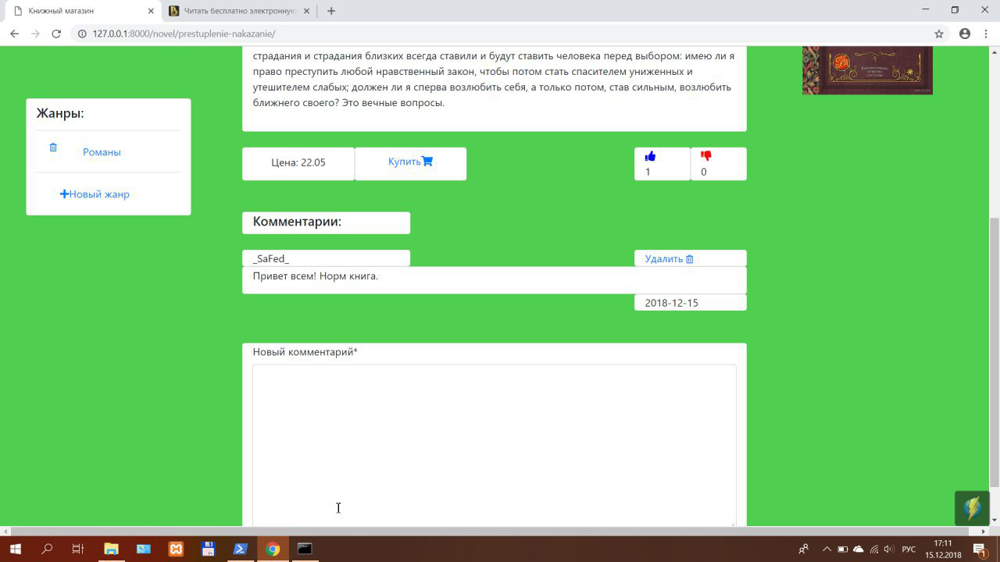 Книжный магазин
Читать бесплатно электронную
127.0.0.1:8000/novel/prestuplenie-nakazanie/
страдания и страдания близких всегда ставили и будут ставить человека перед выбором: имею ли я
право преступить любой нравственный закон, чтобы потом стать спасителем униженных и
утешителем слабых; должен ли я сперва возлюбить себя, а только потом, став сильным, возлюбить
ближнего своего? Это вечные вопросы.
Жанры:
Романы
Новый жанр
Цена: 22.05
Купить
1
0
Комментарии:
_SaFed_
Удалить
Привет всем! Норм книга.
2018-12-15
Новый комментарий*
РУС
17:11
15.12.2018
1